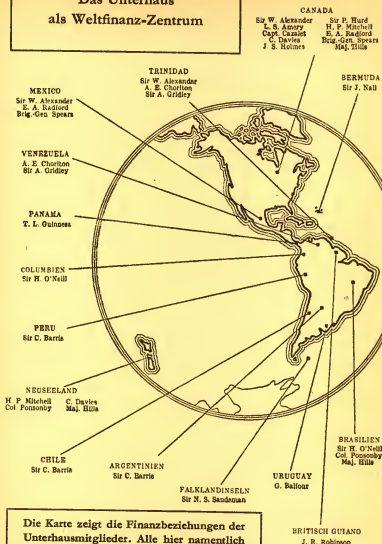 Das Unterhaus
als Weltfinanz-Zentrum
CANADA
Sir W. Alexander Sir P. Hurd
L. S. Amery H. P. Mitchell
Capt. Cazalet E. A. Radford
C. Davies Brig.-Gen. Spears
J. S. Holmes Maj. Hills
TRINIDAD
Sir W. Alexander
A. E. Chorlton
Sir A. Gridley
BERMUDA
Sir J. Nall
MEXICO
Sir W. Alexander
E. A. Radford
Brig.-Gen Spears
VENEZUELA
A. E. Chorlton
Sir A. Gridley
PANAMA
T. L. Guinness
COLUMBIEN
Sir H. O'Neill
PERU
Sir C. Barrie
NEUSEELAND
H. P. Mitchell C. Davies
Col. Ponsonby Maj. Hills
CHILE
Sir C. Barrie
ARGENTINIEN
Sir C. Barrie
FALKLANDINSELN
Sir N. S. Sandeman
URUGUAY
G. Balfour
BRASILIEN
Sir H. O'Neill
Col. Ponsonby
Maj. Hills
BRITISCH GUIANO
J. R. Robinson
Die Karte zeigt die Finanzbeziehungen der
Unterhausmitglieder. Alle hier namentlich